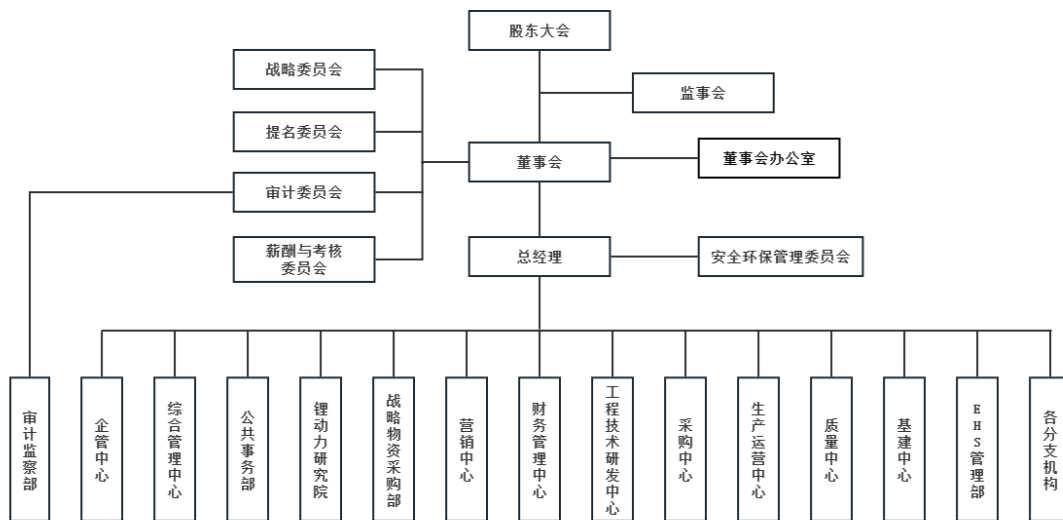 股东大会
战略委员会
监事会
提名委员会
董事会
董事会办公室
审计委员会
薪酬与考核
委员会
总经理
安全环保管理委员会
审计监察部
企管中心
综合管理中心
公共事务部
锂动力研究院
战略物资采购部
营销中心
财务管理中心
工程技术研发中心
采购中心
生产运营中心
质量中心
基建中心
EHS管理部
各分支机构